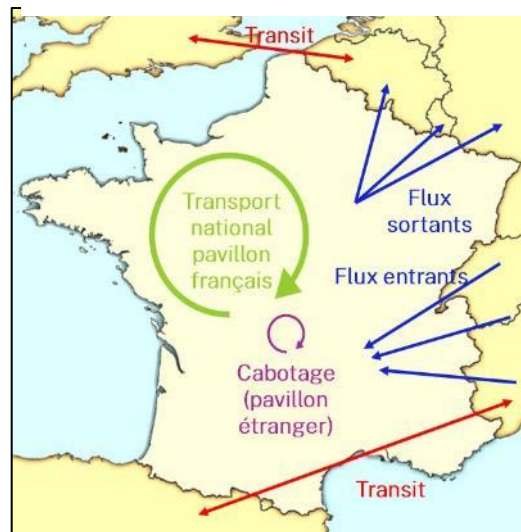 Transit
Transport
national
pavillon
français
Flux
sortants
Flux entrants
Cabotage
(pavillon
étranger)
Transit